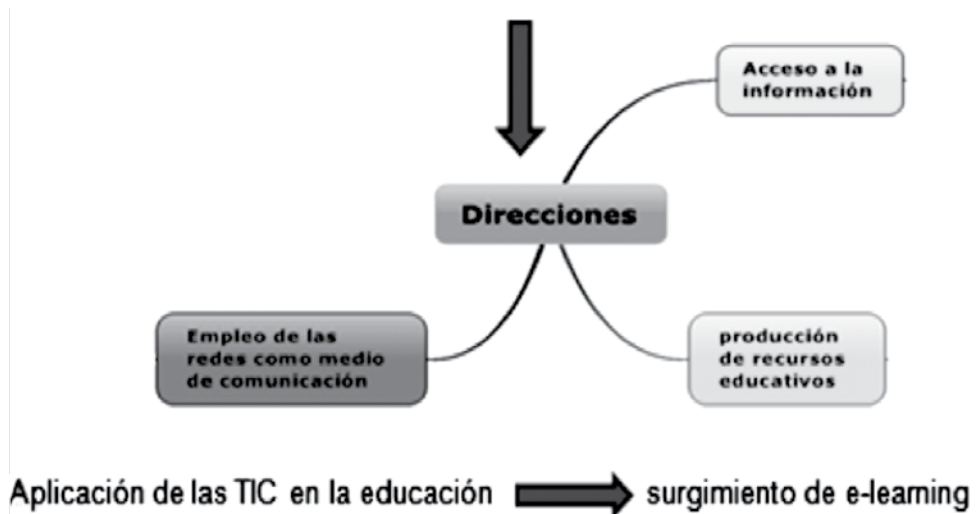 Acceso a la
información
Direcciones
Empleo de las
redes como medio
de comunicación
producción
de recursos
educativos
Aplicación de las TIC en la educación surgimiento de e-learning